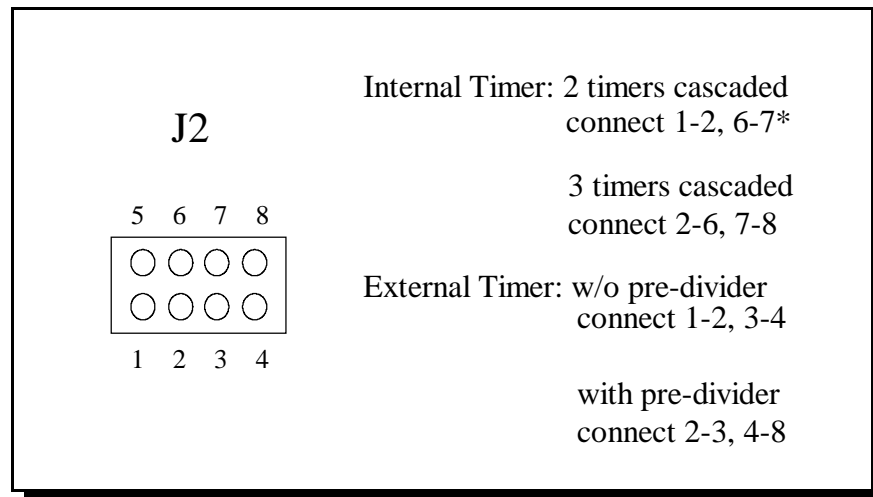 J2
5 6 7 8
1 2 3 4
Internal Timer: 2 timers cascaded
connect 1-2, 6-7*
3 timers cascaded
connect 2-6, 7-8
External Timer: w/o pre-divider
connect 1-2, 3-4
with pre-divider
connect 2-3, 4-8